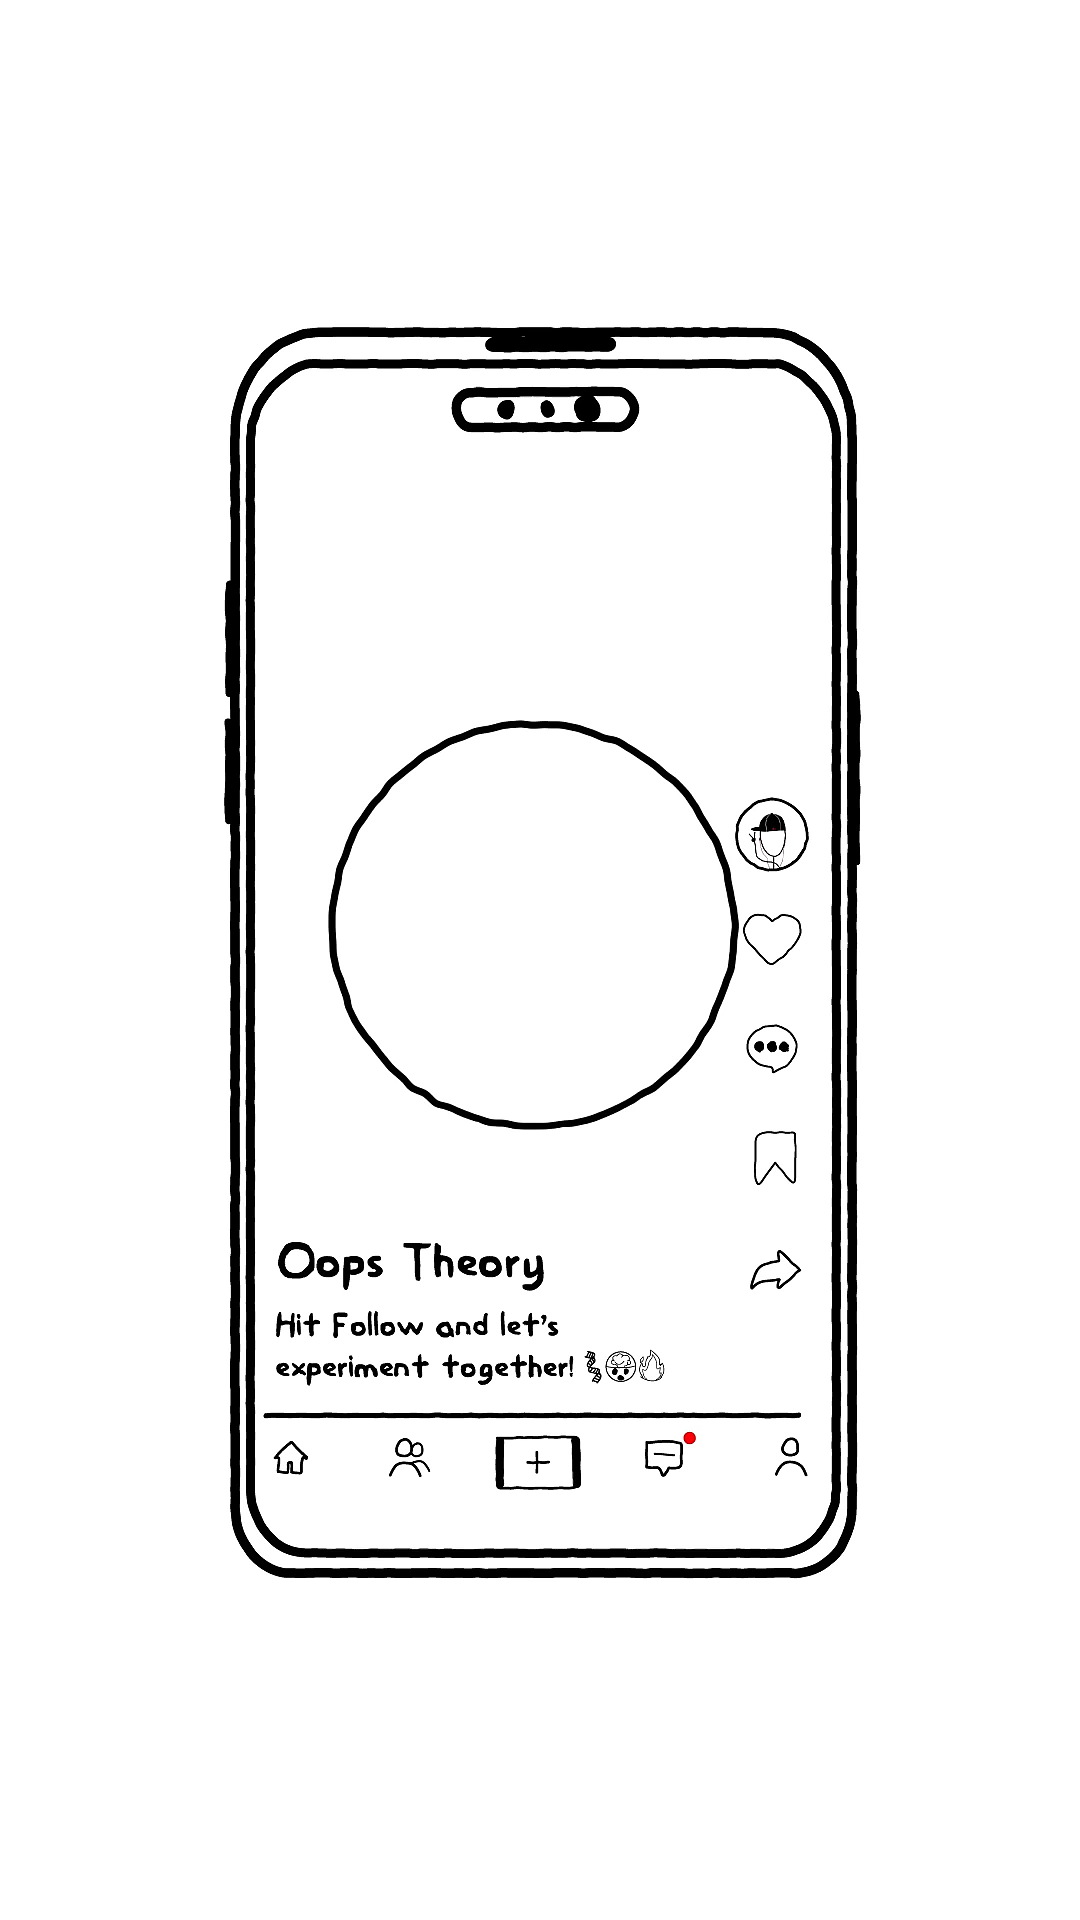 Oops Theory
Hit Follow and let's
experiment together! 🧬🤯🔥